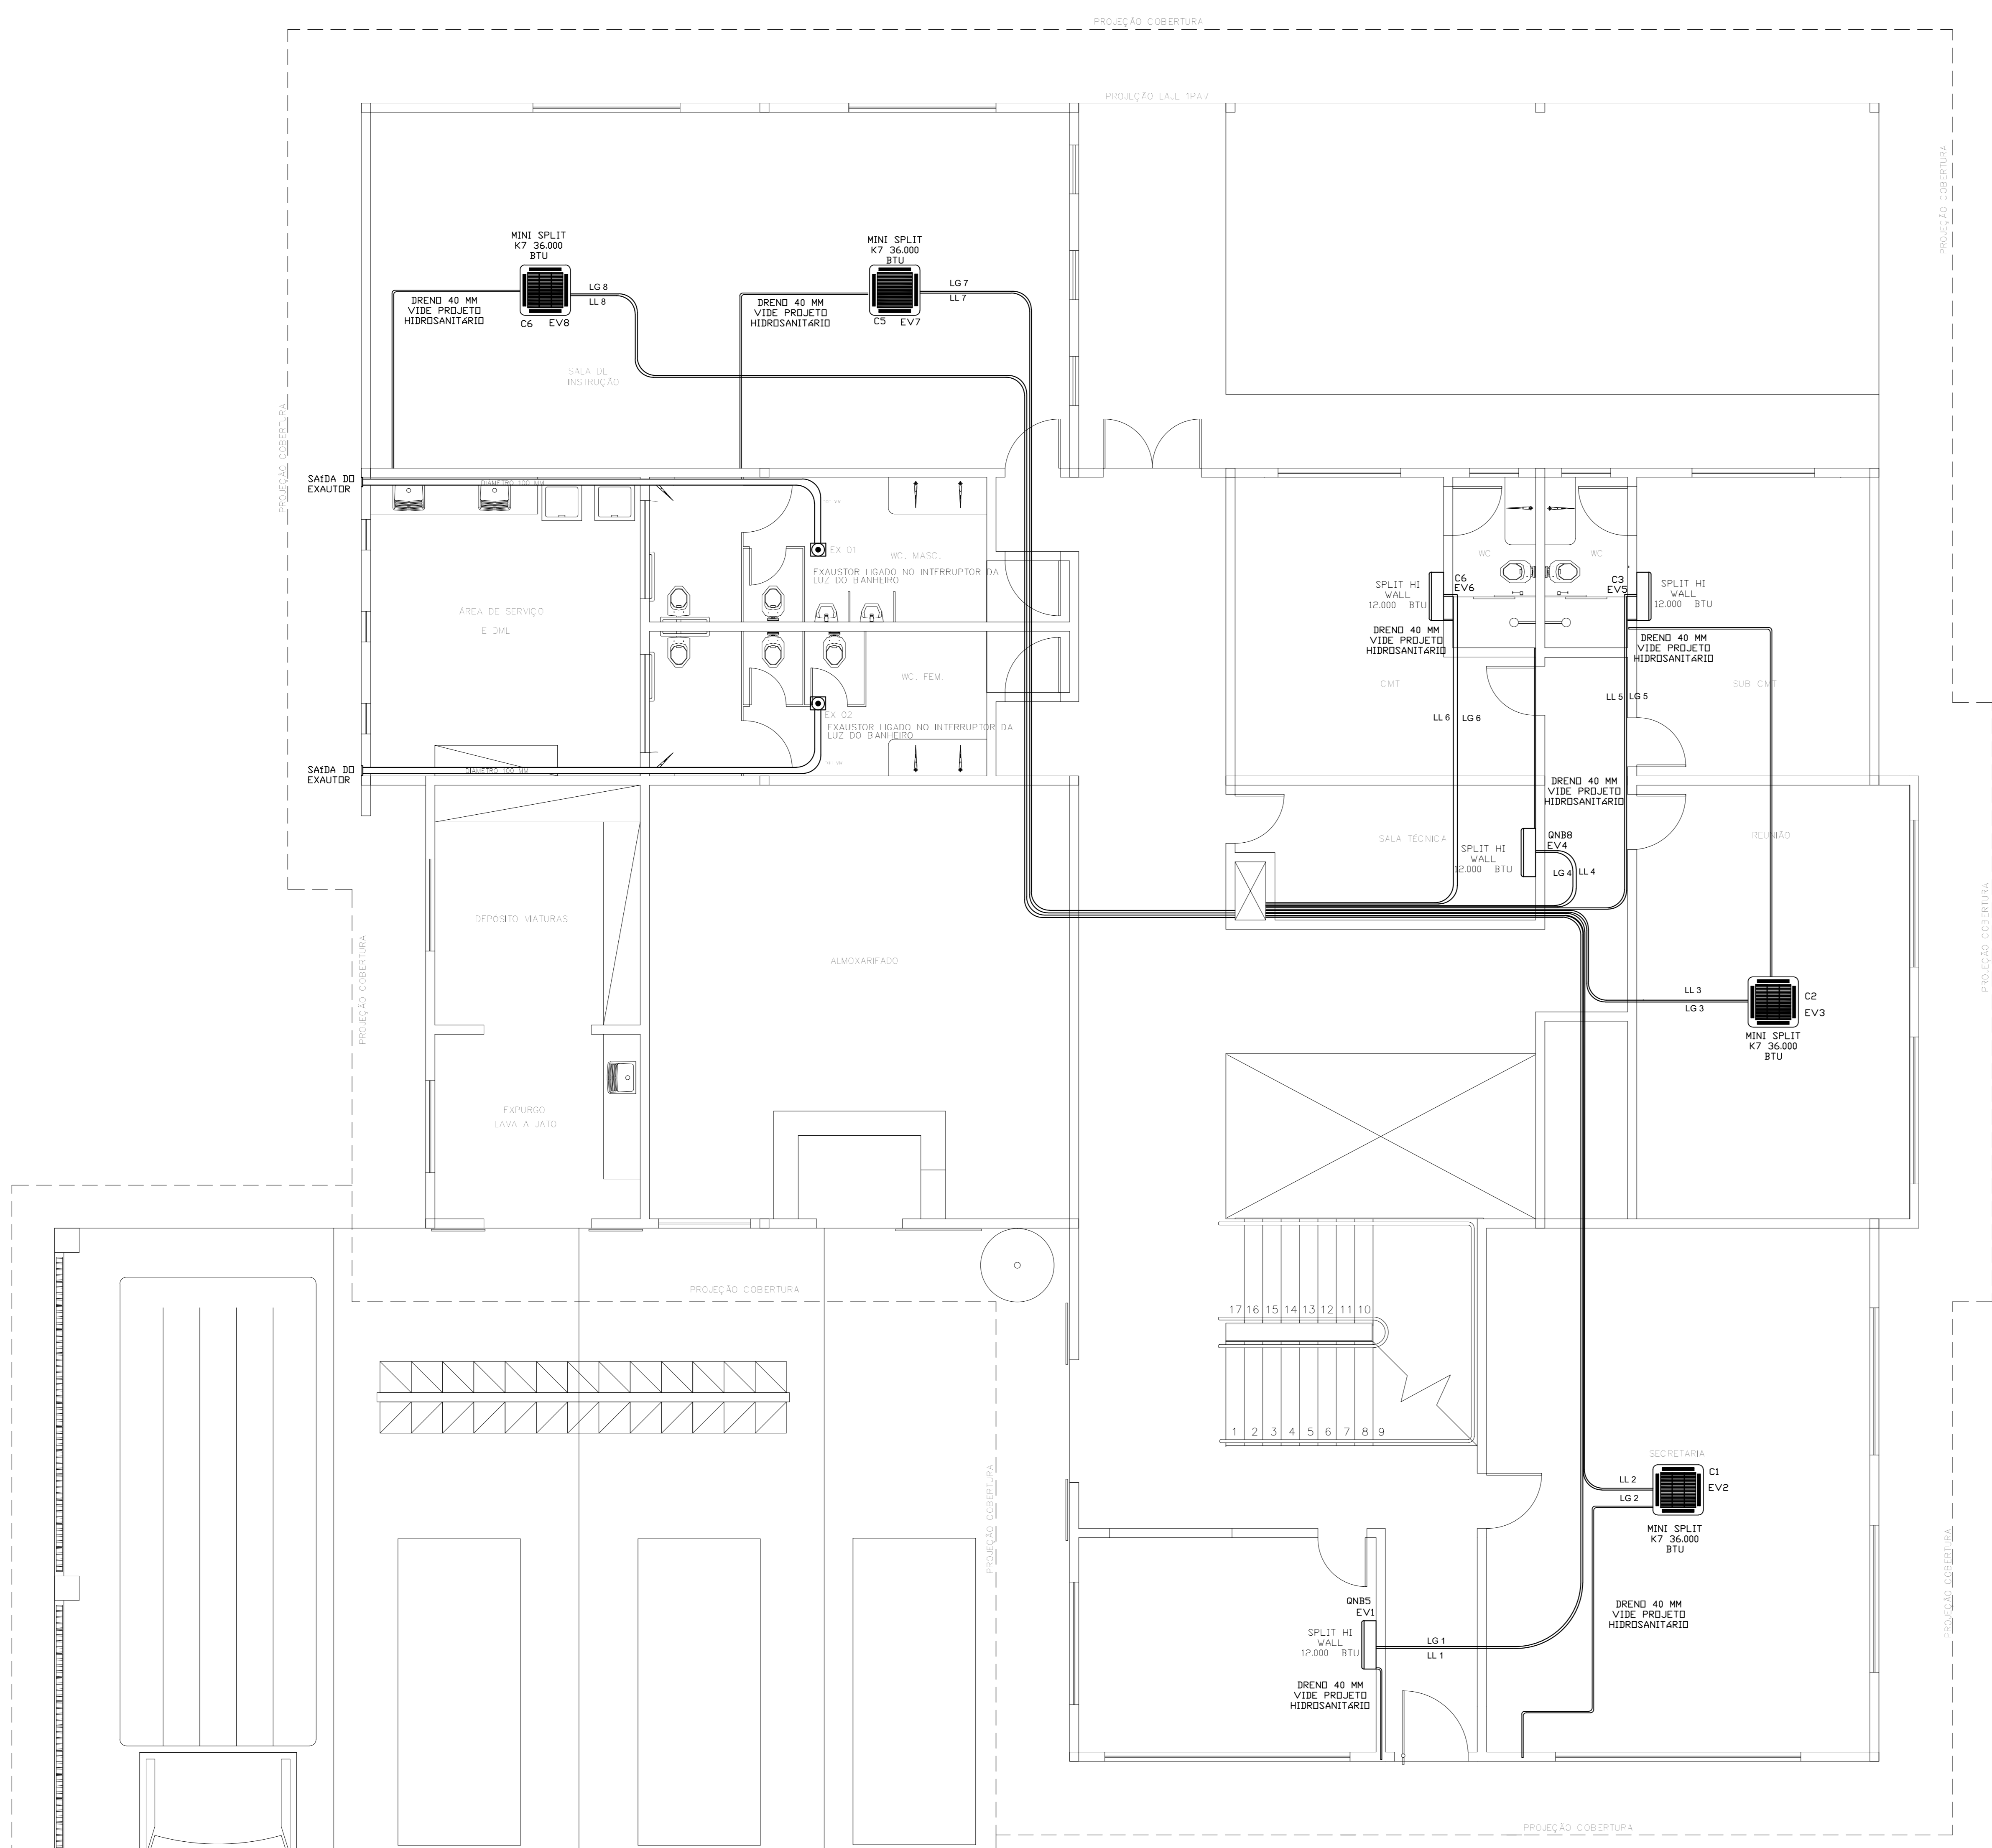 PROJEÇÃO COBERTURA
PROJEÇÃO LAJE 1PAV
PROJEÇÃO COBERTURA
PROJEÇÃO COBERTURA
MINI SPLIT
K7 36.000
BTU
LG 8
LL 8
DRENO 40 MM
VIDE PROJETO
HIDROSANITÁRIO
C6 EV8
MINI SPLIT
K7 36.000
BTU
LG 7
LL 7
DRENO 40 MM
VIDE PROJETO
HIDROSANITÁRIO
C5 EV7
SALA DE
INSTRUÇÃO
SAÍDA DO
EXAUTOR
DIÂMETRO 100 MM
EX 01
WC. MASC.
EXAUSTOR LIGADO NO INTERRUPTOR DA
LUZ DO BANHEIRO
ÁREA DE SERVIÇO
E DML
WC. FEM.
EX 02
EXAUSTOR LIGADO NO INTERRUPTOR DA
LUZ DO BANHEIRO
SAÍDA DO
EXAUTOR
DIÂMETRO 100 MM
WC
WC
SPLIT HI
WALL
12.000 BTU
C6
EV6
C3
EV5
SPLIT HI
WALL
12.000 BTU
DRENO 40 MM
VIDE PROJETO
HIDROSANITÁRIO
DRENO 40 MM
VIDE PROJETO
HIDROSANITÁRIO
CMT
SUB CMT
LL 6
LG 6
LL 5
LG 5
DRENO 40 MM
VIDE PROJETO
HIDROSANITÁRIO
SALA TÉCNICA
QNB8
EV4
SPLIT HI
WALL
12.000 BTU
LG 4
LL 4
REUNIÃO
DEPOSITO VIATURAS
ALMOXARIFADO
PROJEÇÃO COBERTURA
PROJEÇÃO COBERTURA
LL 3
LG 3
C2
EV3
MINI SPLIT
K7 36.000
BTU
EXPURGO
LAVA A JATO
PROJEÇÃO COBERTURA
17 16 15 14 13 12 11 10
1 2 3 4 5 6 7 8 9
PROJEÇÃO COBERTURA
SECRETARIA
LL 2
LG 2
C1
EV2
MINI SPLIT
K7 36.000
BTU
PROJEÇÃO COBERTURA
DRENO 40 MM
VIDE PROJETO
HIDROSANITÁRIO
QNB5
EV1
SPLIT HI
WALL
12.000 BTU
LG 1
LL 1
DRENO 40 MM
VIDE PROJETO
HIDROSANITÁRIO
PROJEÇÃO COBERTURA